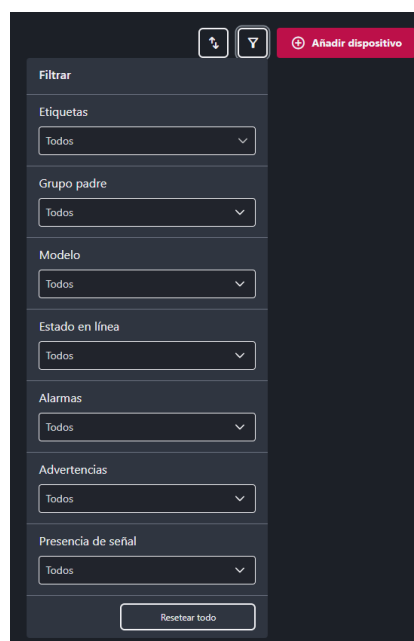 Añadir dispositivo
Filtrar
Etiquetas
Todos
Grupo padre
Todos
Modelo
Todos
Estado en línea
Todos
Alarmas
Todos
Advertencias
Todos
Presencia de señal
Todos
Resetear todo